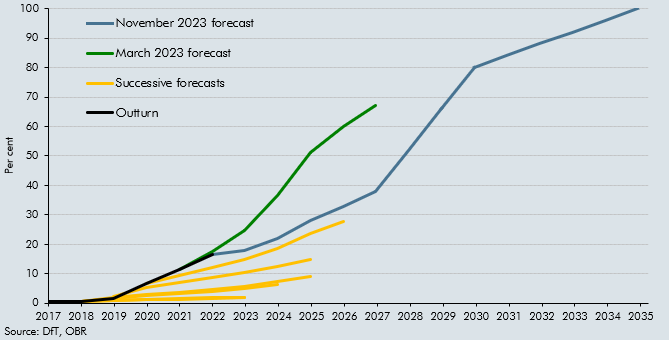 100
90
80
70
60
50
40
30
20
10
0
Per cent
November 2023 forecast
March 2023 forecast
Successive forecasts
Outturn
2017 2018 2019 2020 2021 2022 2023 2024 2025 2026 2027 2028 2029 2030 2031 2032 2033 2034 2035
Source: DfT, OBR